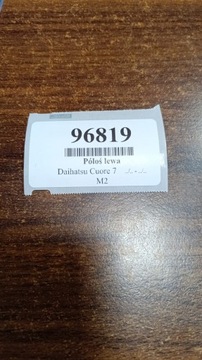 96819
Półoś lewa
Daihatsu Cuore 7
M2